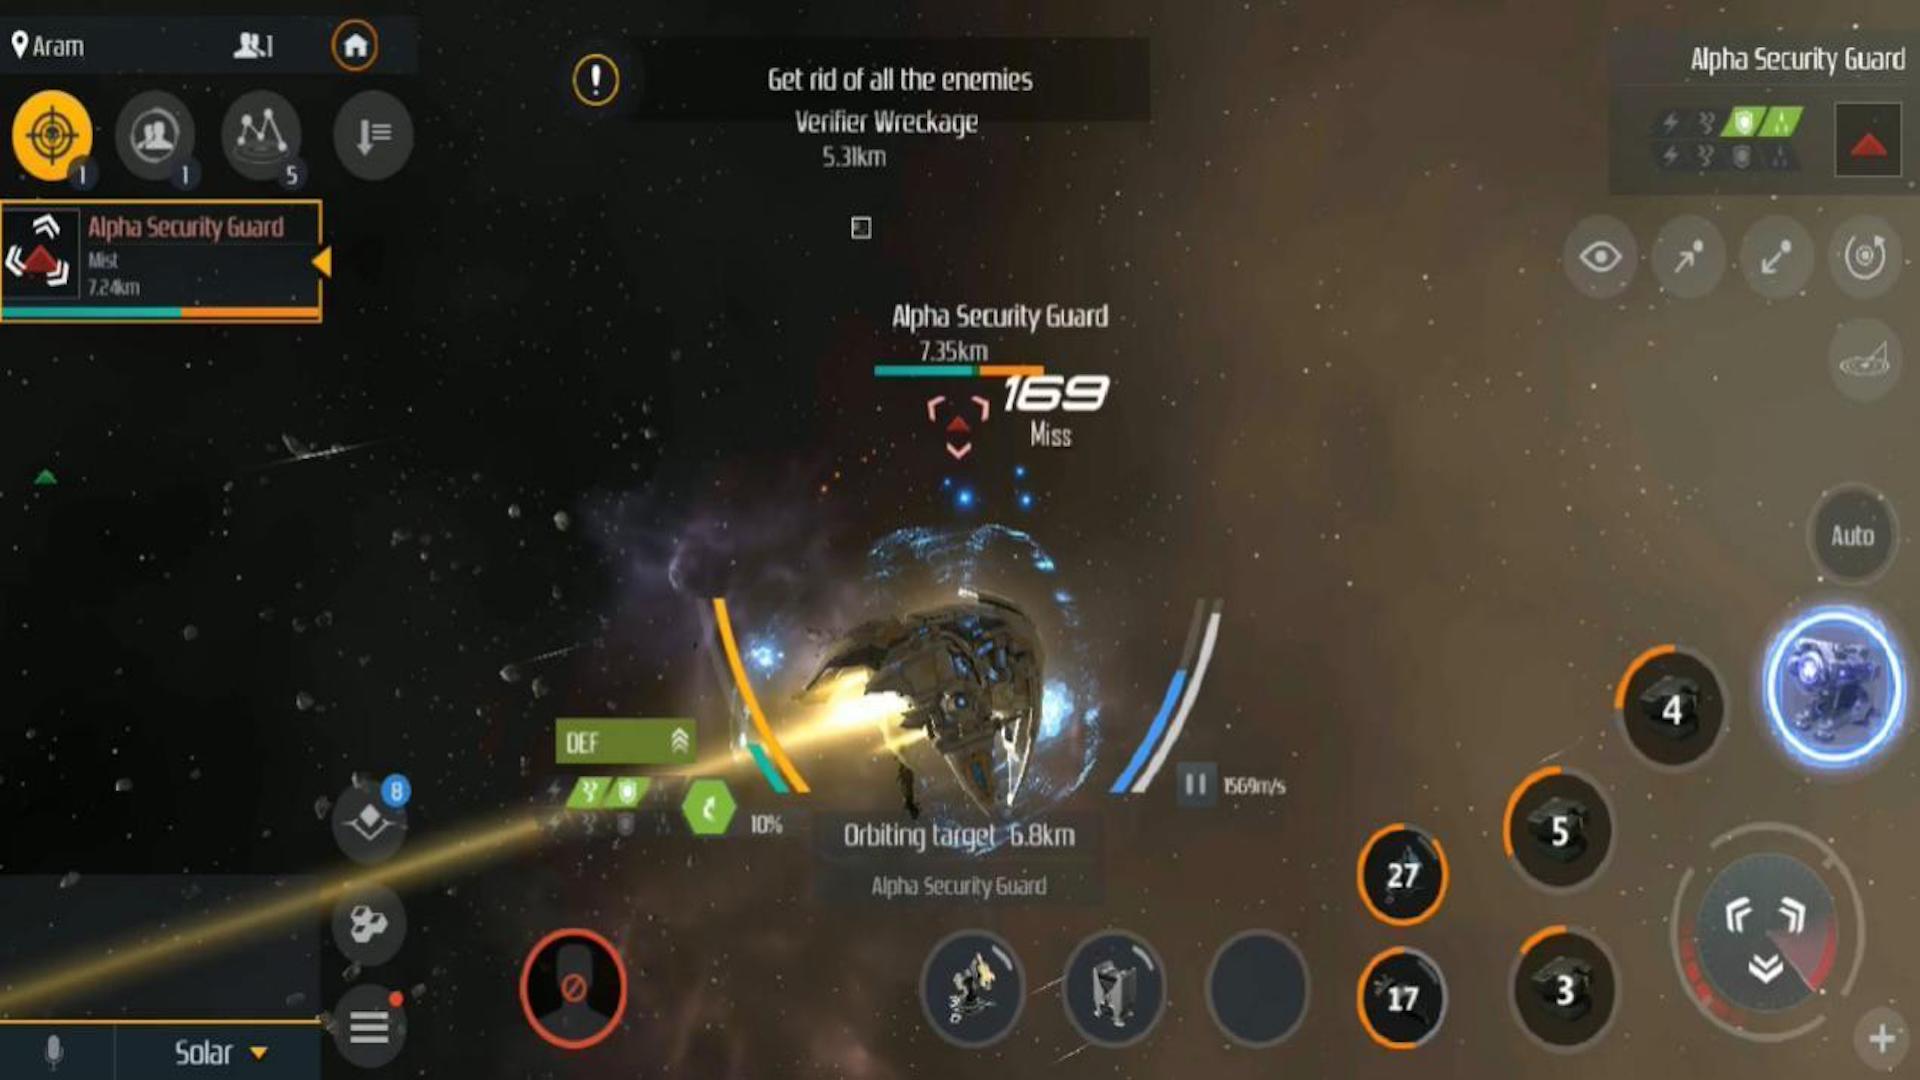 Aram
1
Get rid of all the enemies
Verifier Wreckage
5.31km
Alpha Security Guard
1
1
5
Alpha Security Guard
Mist
7.24km
Alpha Security Guard
7.35km
169
Miss
Auto
DEF
10%
1569m/s
Orbiting target 6.8km
Alpha Security Guard
8
4
5
27
3
17
Solar